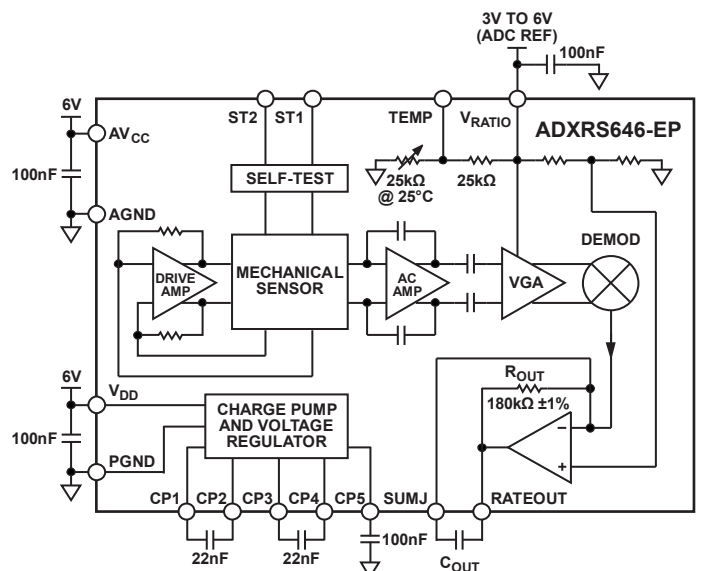 3V TO 6V
(ADC REF)
100nF
6V
ST2 ST1
TEMP
VRATIO
ADXRS646-EP
AVCC
100nF
25kΩ
@ 25°C
25kΩ
SELF-TEST
AGND
DEMOD
DRIVE
AMP
MECHANICAL
SENSOR
AC
AMP
VGA
6V
VDD
ROUT
180kΩ ±1%
CHARGE PUMP
AND VOLTAGE
REGULATOR
100nF
–
+
PGND
CP1 CP2 CP3 CP4 CP5 SUMJ RATEOUT
22nF
22nF
100nF
COUT